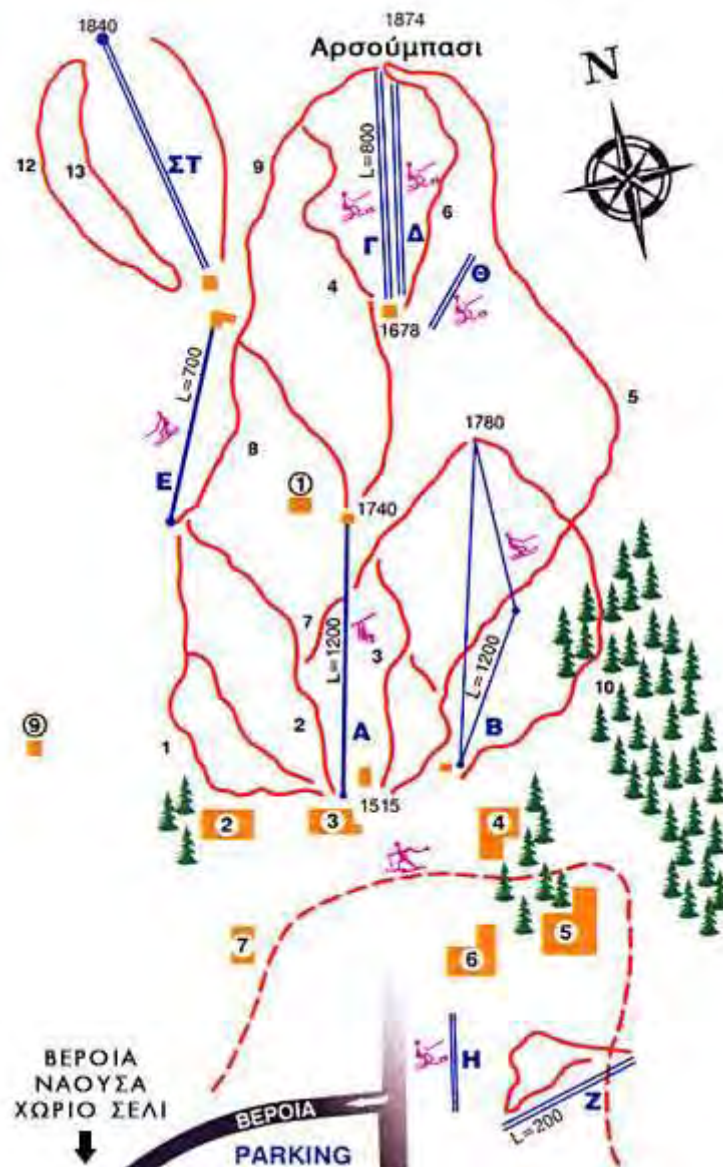 1840
1874
Αρσούμπασι
N
12
13
ΣΤ
9
L=800
6
Γ
Δ
Θ
4
1678
L=700
5
1780
8
Ε
①
1740
7
L=1200
3
L=1200
10
2
Α
Β
1
⑨
1515
2
3
4
7
6
5
Η
Ζ
L=200
ΒΕΡΟΙΑ
ΝΑΟΥΣΑ
ΧΩΡΙΟ ΣΕΛΙ
ΒΕΡΟΙΑ
PARKING